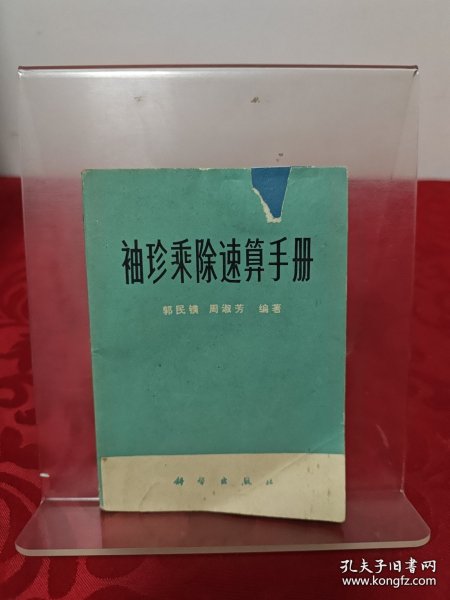 袖珍乘除速算手册
郭民镇 周淑芳 编著
科学出版社
孔夫子旧书网
www.kongfz.com